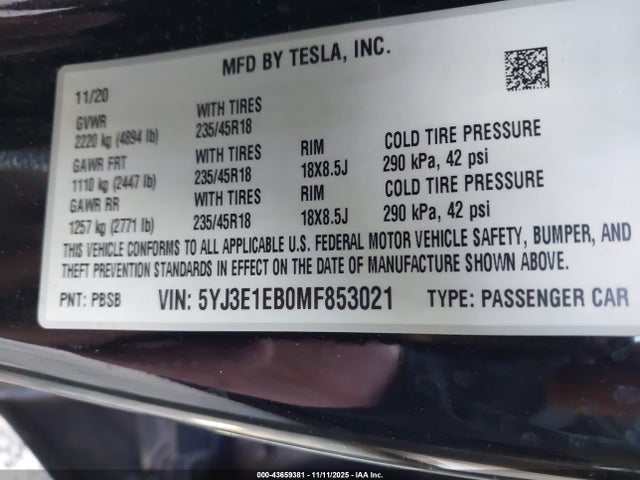 MFD BY TESLA, INC.
11/20
GVWR
2220 kg (4894 lb)
WITH TIRES
235/45R18
GAWR FRT
1110 kg (2447 lb)
WITH TIRES
235/45R18
RIM
18X8.5J
COLD TIRE PRESSURE
290 kPa, 42 psi
GAWR RR
1257 kg (2771 lb)
WITH TIRES
235/45R18
RIM
18X8.5J
COLD TIRE PRESSURE
290 kPa, 42 psi
THIS VEHICLE CONFORMS TO ALL APPLICABLE U.S. FEDERAL MOTOR VEHICLE SAFETY, BUMPER, AND
THEFT PREVENTION STANDARDS IN EFFECT ON THE DATE OF MANUFACTURE SHOWN ABOVE.
PNT: PBSB VIN: 5YJ3E1EB0MF853021 TYPE: PASSENGER CAR
000-43659381 - 11/11/2025 - IAA Inc.